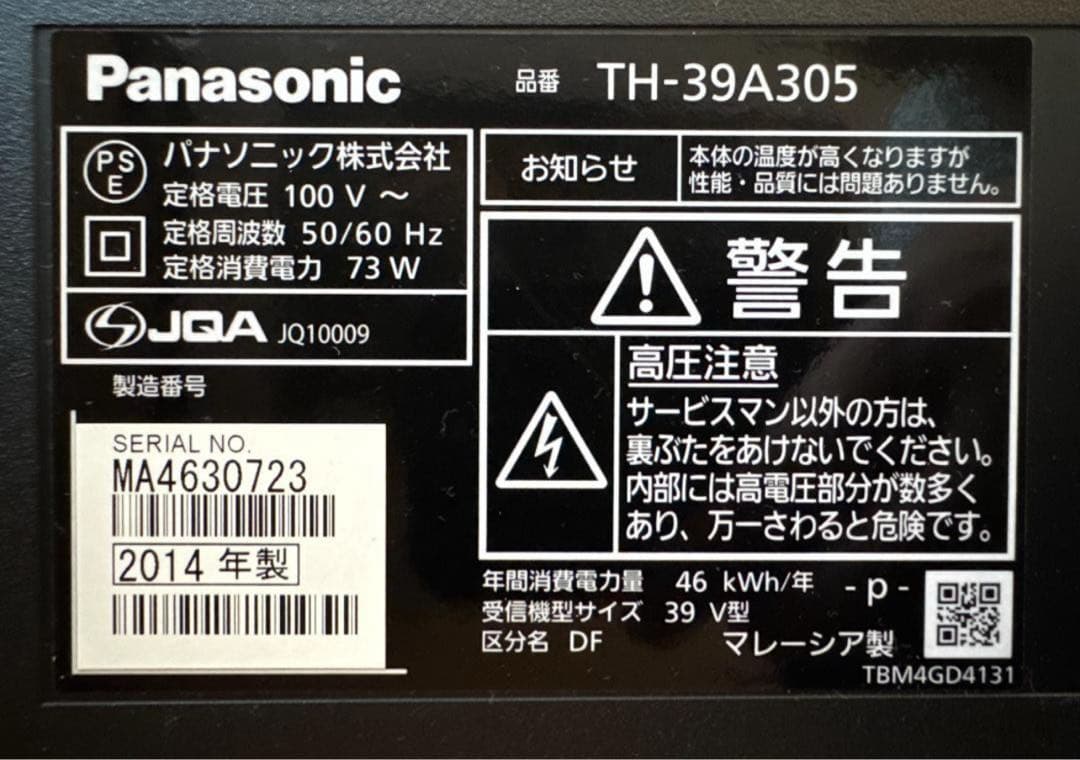 Panasonic
品番 TH-39A305
PS
E
パナソニック株式会社
定格電圧 100 V ～
定格周波数 50/60 Hz
定格消費電力 73 W
JQA JQ10009
製造番号
SERIAL NO.
MA4630723
2014 年製
お知らせ
本体の温度が高くなりますが
性能・品質には問題ありません。
警告
高圧注意
サービスマン以外の方は、
裏ぶたをあけないでください。
内部には高電圧部分が数多く
あり、万一さわると危険です。
年間消費電力量 46 kWh/年 - p -
受信機型サイズ 39 V型
区分名 DF マレーシア製
TBM4GD4131